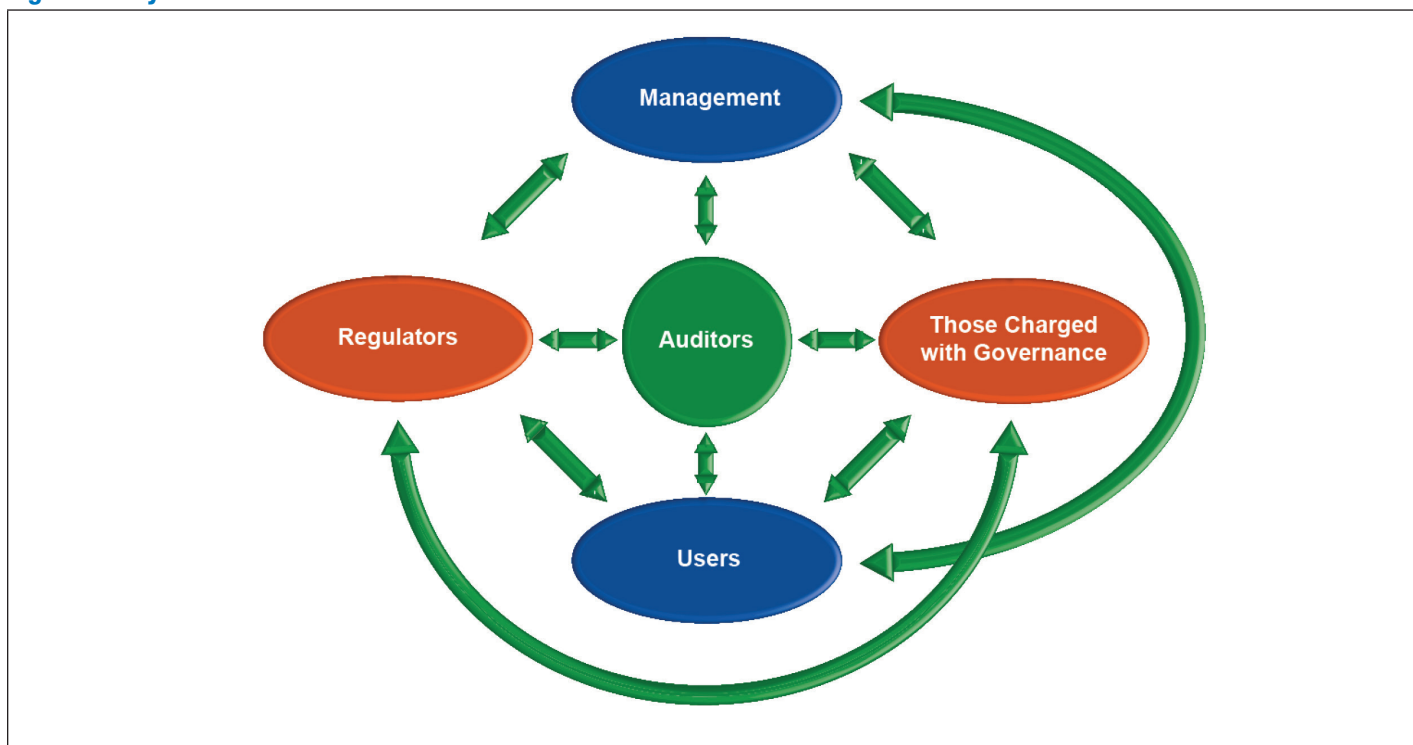 Management
Regulators
Auditors
Those Charged
with Governance
Users